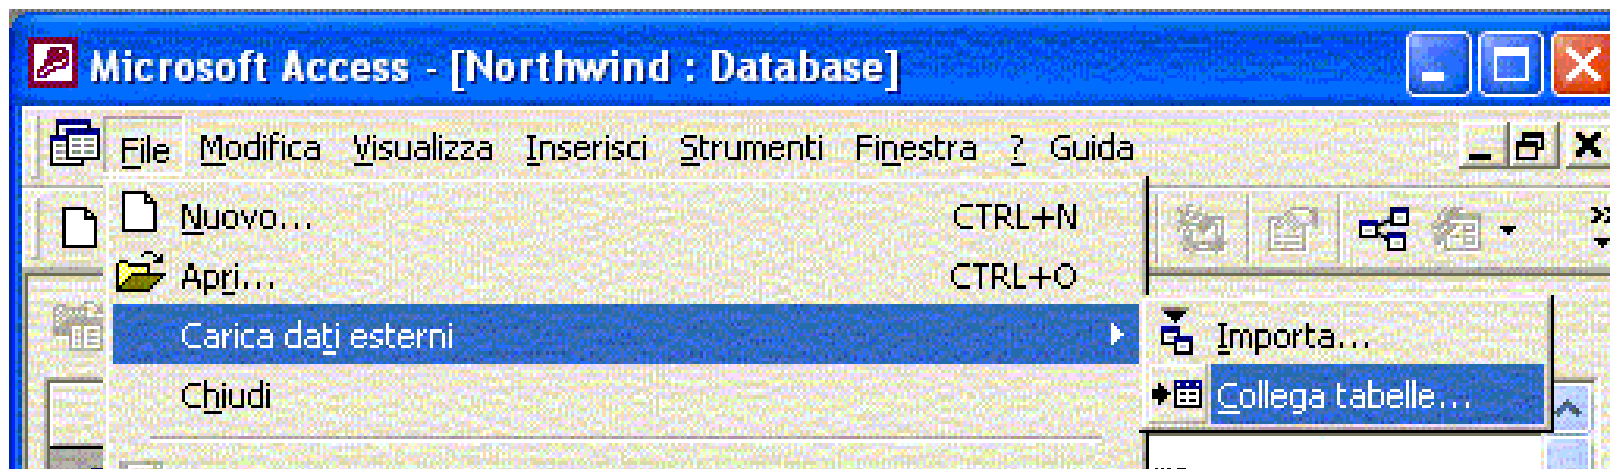 Microsoft Access - [Northwind : Database]
File Modifica Visualizza Inserisci Strumenti Finestra ? Guida
Nuovo... CTRL+N
Apri... CTRL+O
Carica dati esterni
Importa...
Chiudi
Collega tabelle...